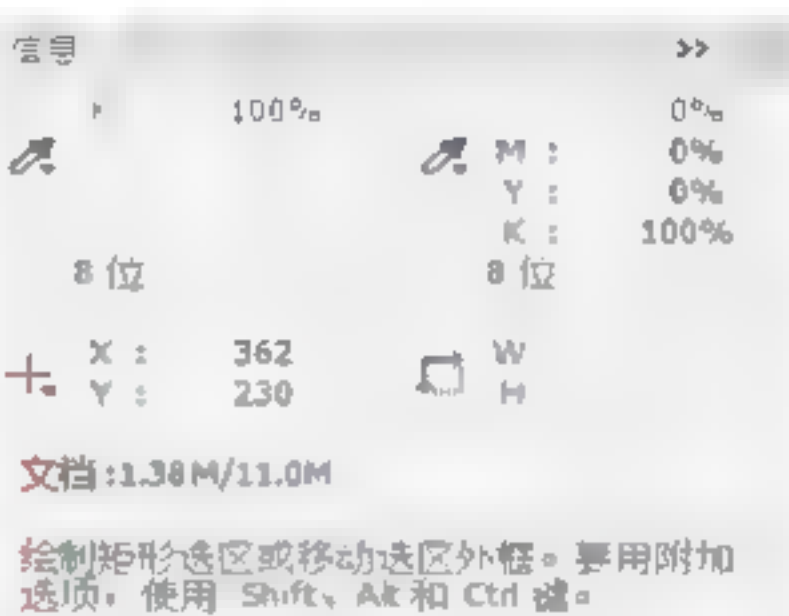 信息 >>
100% 0%
M : 0%
Y : 0%
K : 100%
8 位 8 位
X : 362 W
Y : 230 H
文档:1.38M/11.0M
绘制矩形选区或移动选区外框。要用附加
选项，使用 Shift、Alt 和 Ctrl 键。